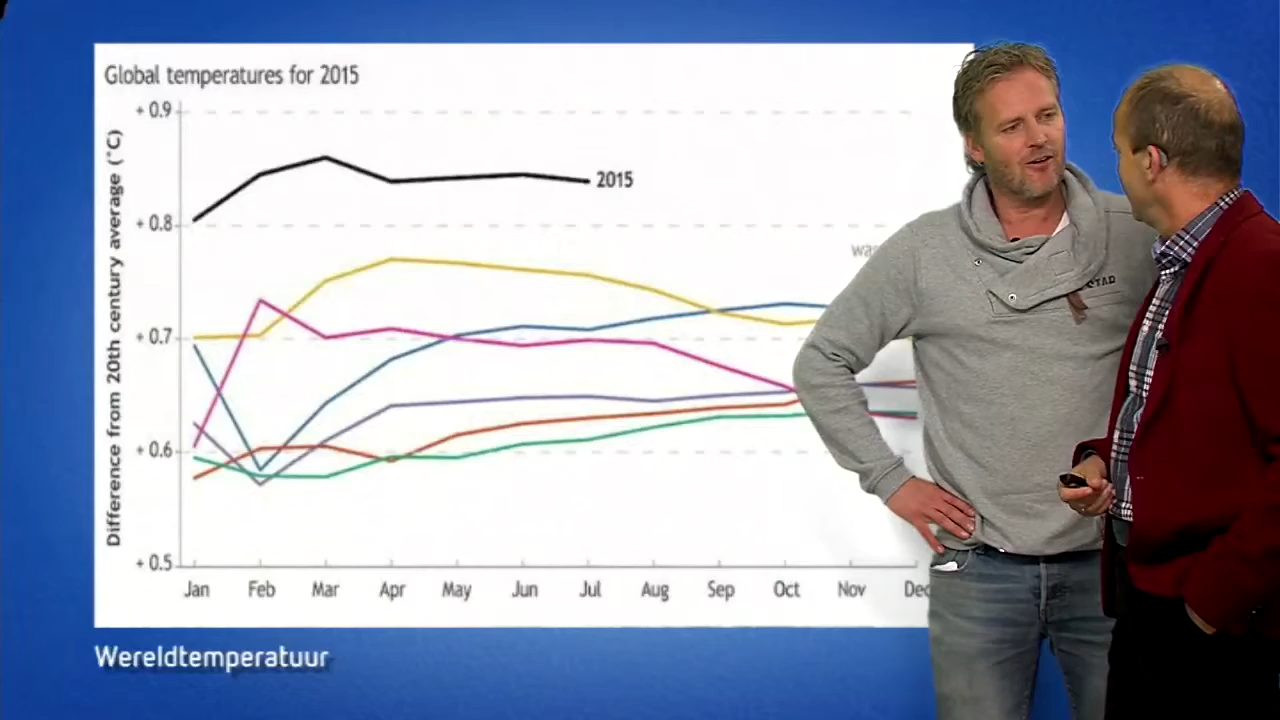 Global temperatures for 2015
Difference from 20th century average (°C)
+ 0.9
+ 0.8
+ 0.7
+ 0.6
+ 0.5
2015
Jan Feb Mar Apr May Jun Jul Aug Sep Oct Nov Dec
Wereldtemperatuur